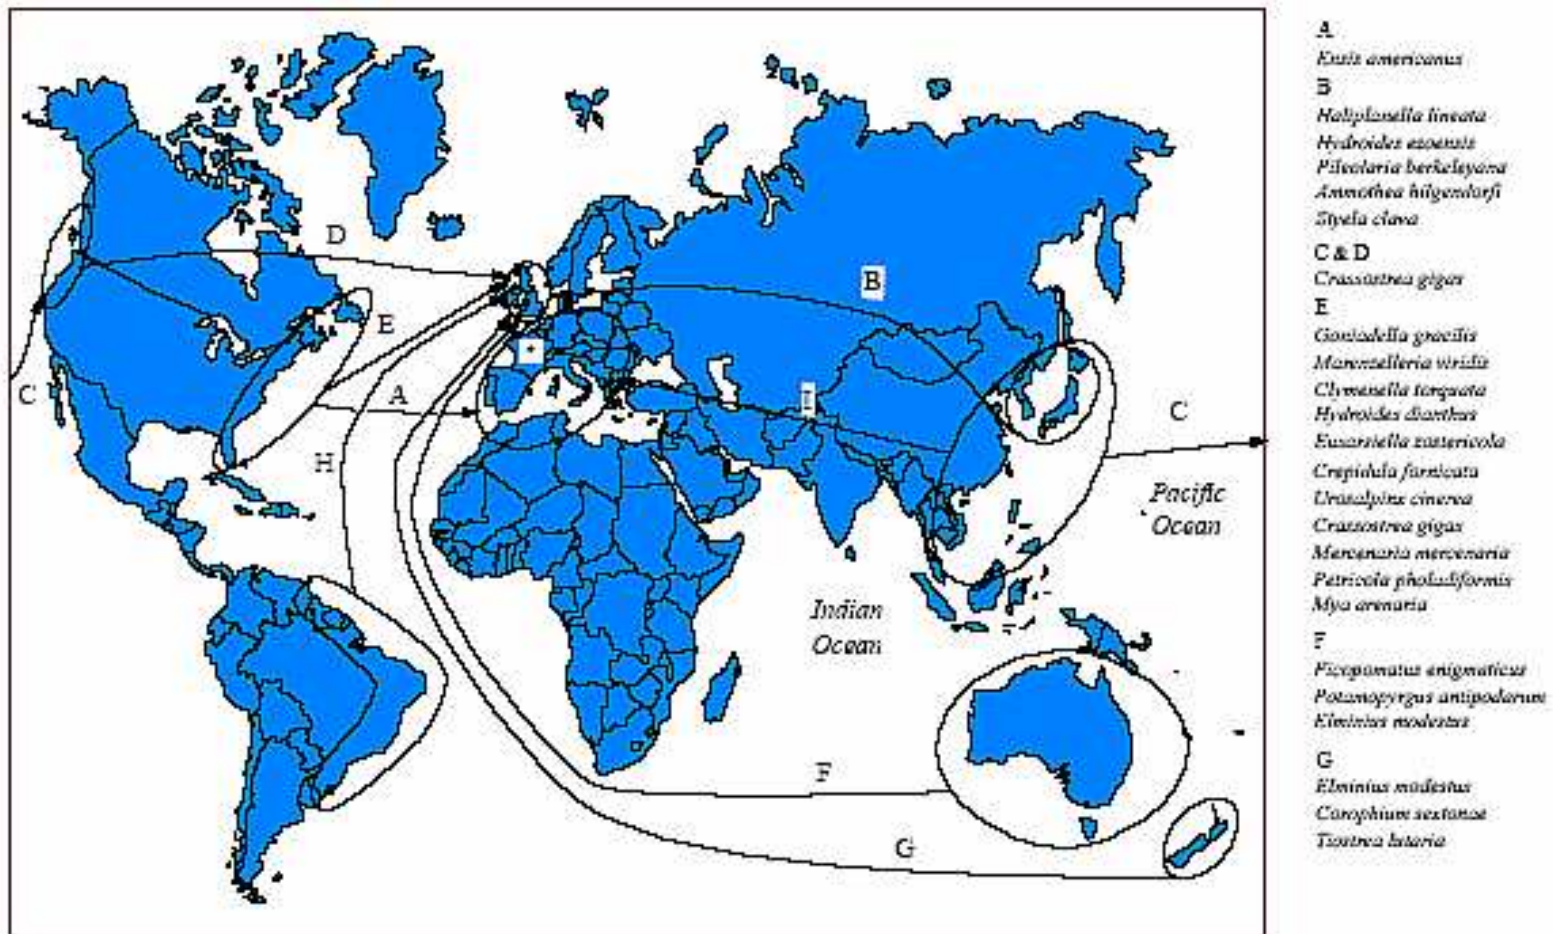 D
B
E
C
A
I
C
H
Pacific
Ocean
Indian
Ocean
F
G
A
Ensis americanus
B
Haliplanella lineata
Hydroides ezoensis
Pileolaria berkeleyana
Ammothea hilgendorfi
Styela clava
C & D
Crassostrea gigas
E
Goniadella gracilis
Marenzelleria viridis
Clymenella torquata
Hydroides dianthus
Eusarsiella zostericola
Crepidula fornicata
Urosalpinx cinerea
Crassostrea gigas
Mercenaria mercenaria
Petricola pholadiformis
Mya arenaria
F
Ficopomatus enigmaticus
Potamopyrgus antipodarum
Elminius modestus
G
Elminius modestus
Corophium sextonae
Tiostrea lutaria